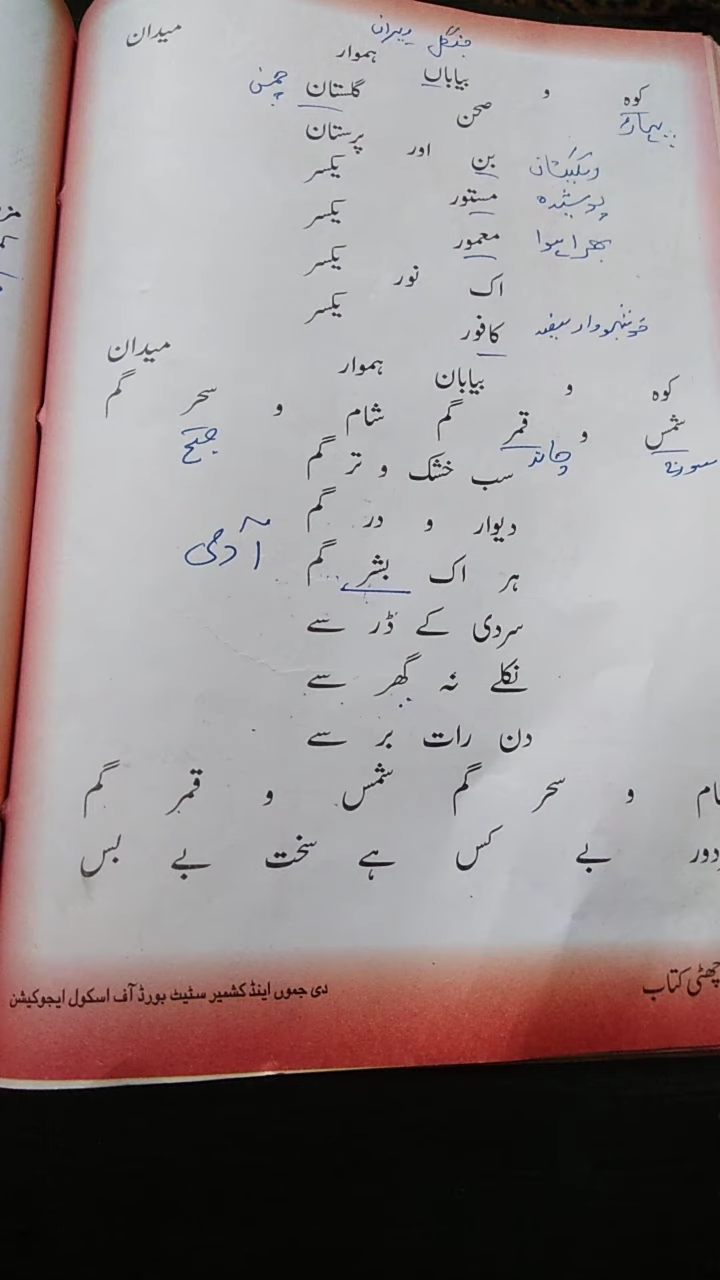 جنگل ویران
کوہ و بیاباں ہموار میدان
پہاڑ
صحن گلستان چمن
بن اور پرستان
ریگستان
مستور یکسر
پوشیدہ
معمور یکسر
بھرا ہوا
اک نور یکسر
کافور یکسر
خوشبودار سفید
کوہ و بیابان ہموار میدان
شمس و قمر گم شام و سحر گم
چاند صبح
سب خشک و تر گم
دیوار و در گم
ہر اک بشر گم
آدمی
سردی کے ڈر سے
نکلے نہ گھر سے
دن رات بر سے
و سحر گم شمس و قمر گم
بے کس ہے سخت بے بس
چھٹی کتاب
دی جموں اینڈ کشمیر سٹیٹ بورڈ آف اسکول ایجوکیشن